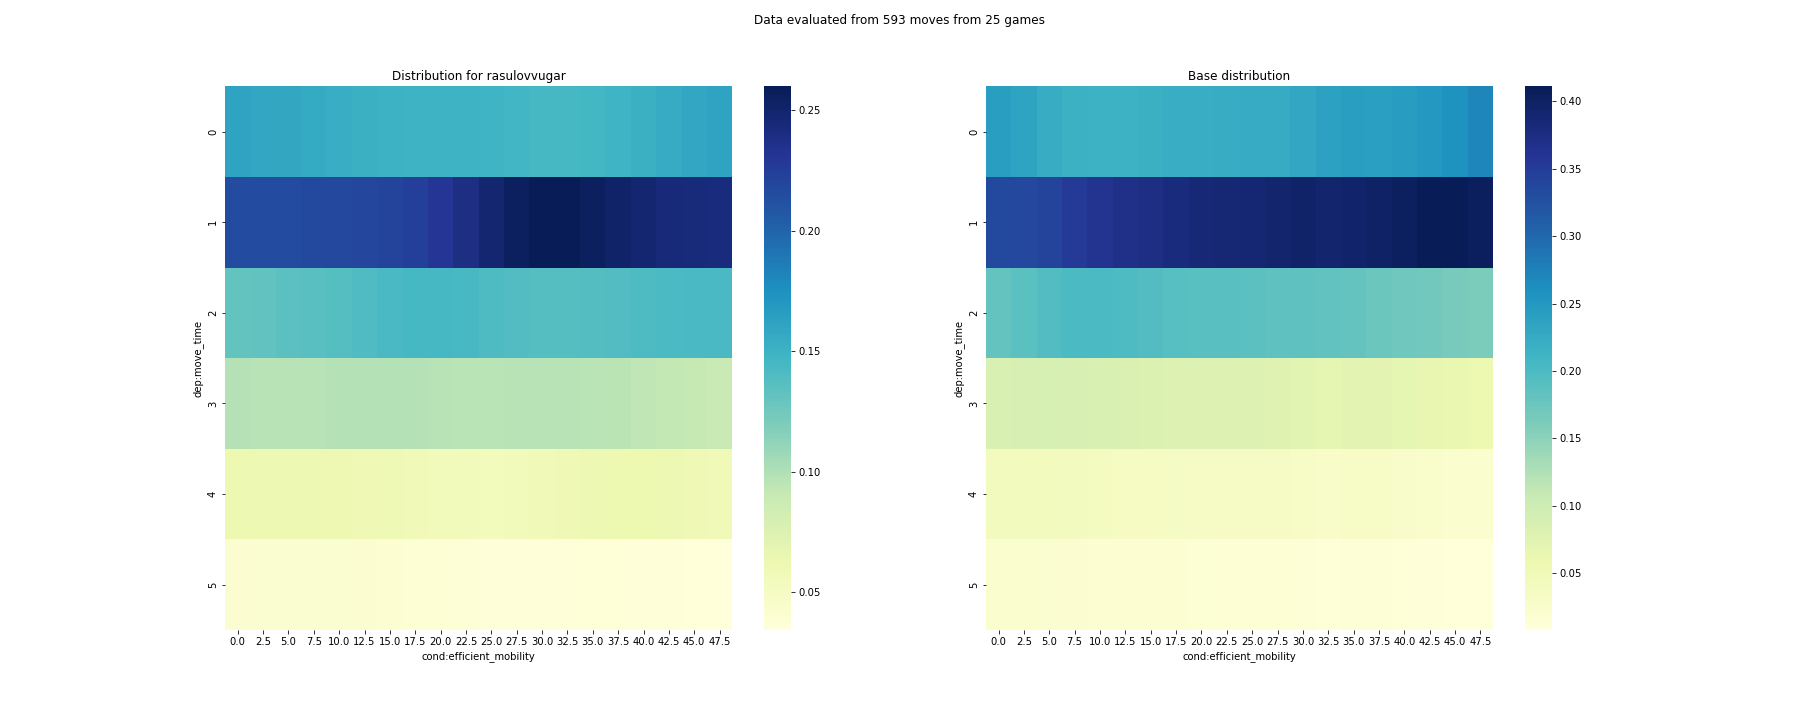 Data evaluated from 593 moves from 25 games
Distribution for rasulovvugar
0
1
2
3
4
5
dep:move_time
0.0 2.5 5.0 7.5 10.0 12.5 15.0 17.5 20.0 22.5 25.0 27.5 30.0 32.5 35.0 37.5 40.0 42.5 45.0 47.5
cond:efficient_mobility
0.25
0.20
0.15
0.10
0.05
Base distribution
0
1
2
3
4
5
dep:move_time
0.0 2.5 5.0 7.5 10.0 12.5 15.0 17.5 20.0 22.5 25.0 27.5 30.0 32.5 35.0 37.5 40.0 42.5 45.0 47.5
cond:efficient_mobility
0.40
0.35
0.30
0.25
0.20
0.15
0.10
0.05